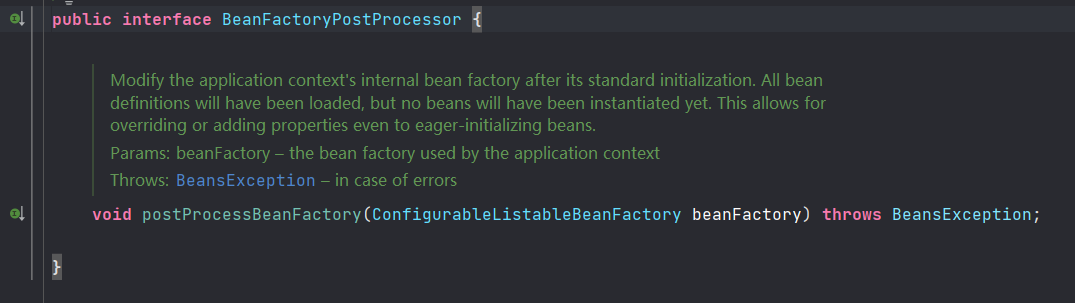 public interface BeanFactoryPostProcessor {
Modify the application context's internal bean factory after its standard initialization. All bean
definitions will have been loaded, but no beans will have been instantiated yet. This allows for
overriding or adding properties even to eager-initializing beans.
Params: beanFactory – the bean factory used by the application context
Throws: BeansException – in case of errors
void postProcessBeanFactory(ConfigurableListableBeanFactory beanFactory) throws BeansException;
}